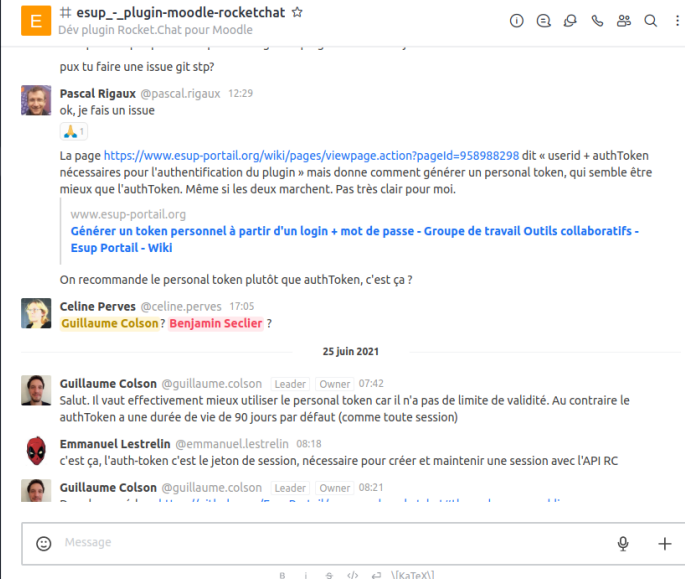 E
# esup_-_plugin-moodle-rocketchat
Dév plugin Rocket.Chat pour Moodle
pux tu faire une issue git stp?
Pascal Rigaux @pascal.rigaux 12:29
ok, je fais un issue
1
La page https://www.esup-portail.org/wiki/pages/viewpage.action?pageId=958988298 dit « userid + authToken
nécessaires pour l'authentification du plugin » mais donne comment générer un personal token, qui semble être
mieux que l'authToken. Même si les deux marchent. Pas très clair pour moi.
www.esup-portail.org
Générer un token personnel à partir d'un login + mot de passe - Groupe de travail Outils collaboratifs -
Esup Portail - Wiki
On recommande le personal token plutôt que authToken, c'est ça ?
Celine Perves @celine.perves 17:05
Guillaume Colson ? Benjamin Seclier ?
25 juin 2021
Guillaume Colson @guillaume.colson Leader Owner 07:42
Salut. Il vaut effectivement mieux utiliser le personal token car il n'a pas de limite de validité. Au contraire le
authToken a une durée de vie de 90 jours par défaut (comme toute session)
Emmanuel Lestrelin @emmanuel.lestrelin 08:18
c'est ça, l'auth-token c'est le jeton de session, nécessaire pour créer et maintenir une session avec l'API RC
Guillaume Colson @guillaume.colson Leader Owner 08:21
Message
B i S </> \[KaTeX\]